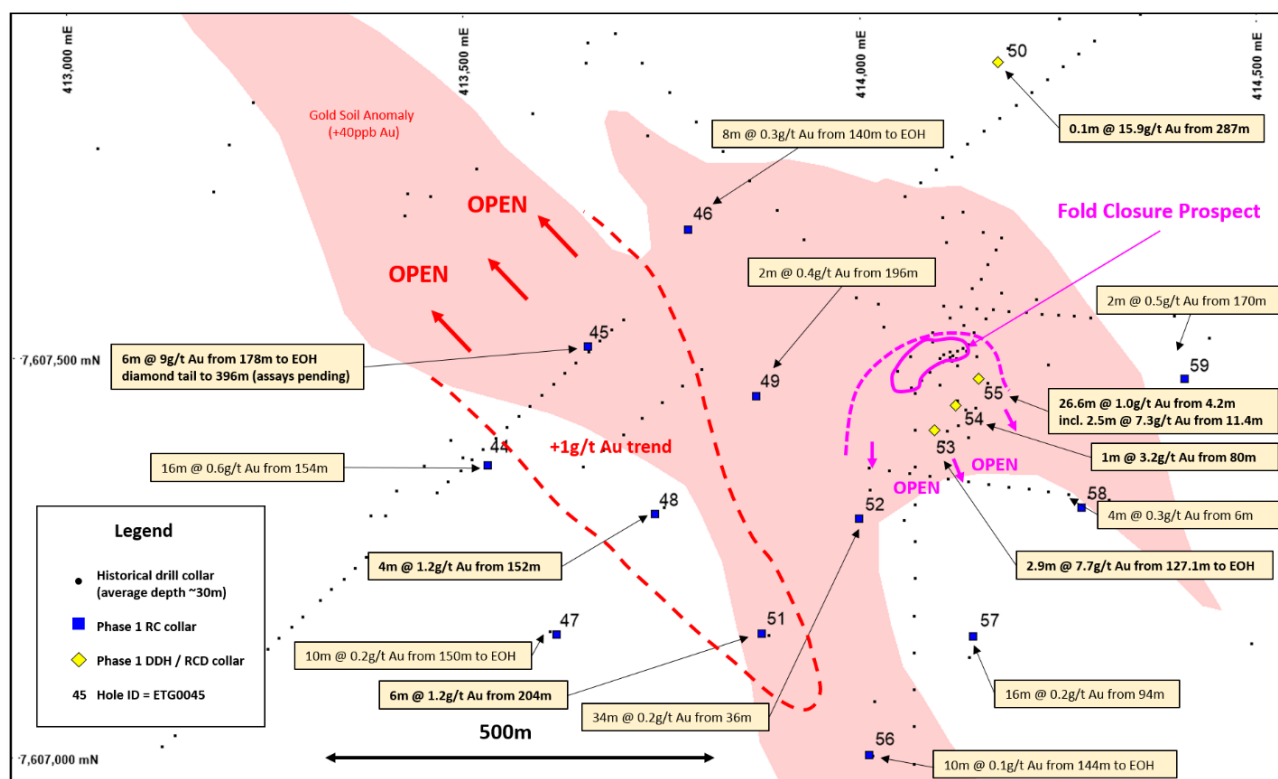 413,000 mE
413,500 mE
414,000 mE
414,500 mE
50
Gold Soil Anomaly
(+40ppb Au)
0.1m @ 15.9g/t Au from 287m
8m @ 0.3g/t Au from 140m to EOH
OPEN
46
Fold Closure Prospect
OPEN
2m @ 0.4g/t Au from 196m
2m @ 0.5g/t Au from 170m
45
7,607,500 mN
6m @ 9g/t Au from 178m to EOH
diamond tail to 396m (assays pending)
49
59
55
26.6m @ 1.0g/t Au from 4.2m
incl. 2.5m @ 7.3g/t Au from 11.4m
54
44
+1g/t Au trend
53
1m @ 3.2g/t Au from 80m
16m @ 0.6g/t Au from 154m
OPEN
OPEN
48
52
58
4m @ 0.3g/t Au from 6m
Legend
Historical drill collar
(average depth ~30m)
Phase 1 RC collar
Phase 1 DDH / RCD collar
45 Hole ID = ETG0045
4m @ 1.2g/t Au from 152m
2.9m @ 7.7g/t Au from 127.1m to EOH
47
51
57
10m @ 0.2g/t Au from 150m to EOH
6m @ 1.2g/t Au from 204m
16m @ 0.2g/t Au from 94m
34m @ 0.2g/t Au from 36m
500m
56
7,607,000 mN
10m @ 0.1g/t Au from 144m to EOH